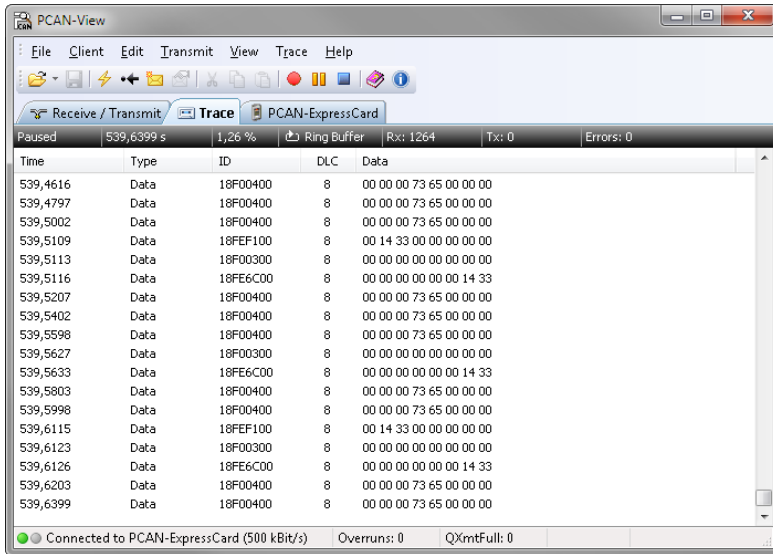 PCAN-View
File Client Edit Transmit View Trace Help
Receive / Transmit Trace PCAN-ExpressCard
Paused 539,6399 s 1,26 % Ring Buffer Rx: 1264 Tx: 0 Errors: 0
Time Type ID DLC Data
539,4616 Data 18F00400 8 00 00 00 73 65 00 00 00
539,4797 Data 18F00400 8 00 00 00 73 65 00 00 00
539,5002 Data 18F00400 8 00 00 00 73 65 00 00 00
539,5109 Data 18FEF100 8 00 14 33 00 00 00 00 00
539,5113 Data 18F00300 8 00 00 00 00 00 00 00 00
539,5116 Data 18FE6C00 8 00 00 00 00 00 00 14 33
539,5207 Data 18F00400 8 00 00 00 73 65 00 00 00
539,5402 Data 18F00400 8 00 00 00 73 65 00 00 00
539,5598 Data 18F00400 8 00 00 00 73 65 00 00 00
539,5627 Data 18F00300 8 00 00 00 00 00 00 00 00
539,5633 Data 18FE6C00 8 00 00 00 00 00 00 14 33
539,5803 Data 18F00400 8 00 00 00 73 65 00 00 00
539,5998 Data 18F00400 8 00 00 00 73 65 00 00 00
539,6115 Data 18FEF100 8 00 14 33 00 00 00 00 00
539,6123 Data 18F00300 8 00 00 00 00 00 00 00 00
539,6126 Data 18FE6C00 8 00 00 00 00 00 00 14 33
539,6203 Data 18F00400 8 00 00 00 73 65 00 00 00
539,6399 Data 18F00400 8 00 00 00 73 65 00 00 00
Connected to PCAN-ExpressCard (500 kBit/s) Overruns: 0 QXmtFull: 0